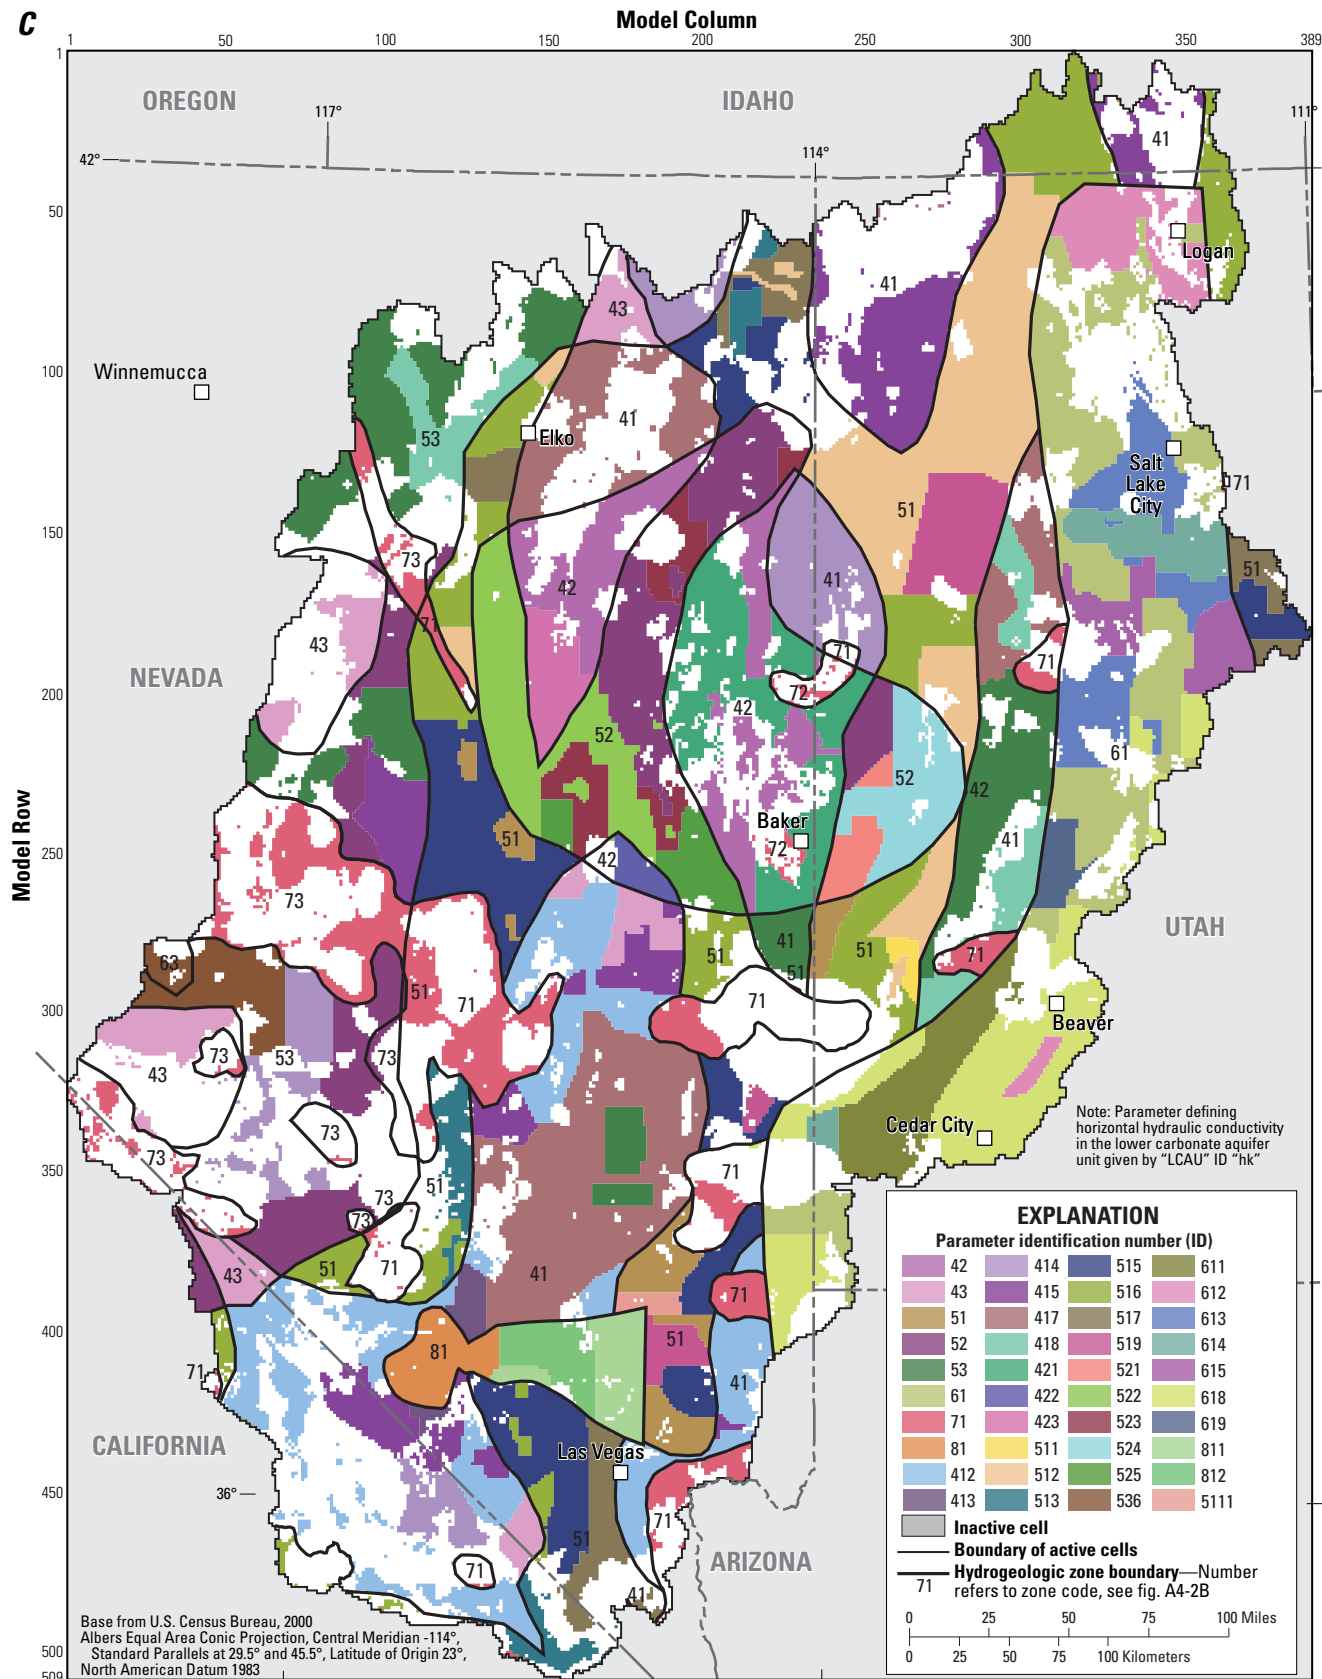 C
Model Column
1 50 100 150 200 250 300 350 389
1
OREGON
IDAHO
117°
111°
42°
114°
41
50
Logan
41
43
100
Winnemucca
41
Elko
53
Salt
Lake
City
71
51
150
73
51
41
42
71
43
71
71
NEVADA
72
200
42
52
61
52
42
Model Row
Baker
51
41
250
42
72
73
UTAH
41
51
51
71
63
51
51
71
71
300
Beaver
73
53
73
43
Note: Parameter defining
horizontal hydraulic conductivity
in the lower carbonate aquifer
unit given by “LCAU” ID “hk”
Cedar City
73
73
71
350
51
73
73
43
51
71
41
71
400
51
81
71
41
CALIFORNIA
Las Vegas
36°
450
71
51
ARIZONA
71
41
EXPLANATION
Parameter identification number (ID)
42 414 515 611
43 415 516 612
51 417 517 613
52 418 519 614
53 421 521 615
61 422 522 618
71 423 523 619
81 511 524 811
412 512 525 812
413 513 536 5111
Inactive cell
Boundary of active cells
Hydrogeologic zone boundary—Number
71 refers to zone code, see fig. A4-2B
0 25 50 75 100 Miles
0 25 50 75 100 Kilometers
Base from U.S. Census Bureau, 2000
Albers Equal Area Conic Projection, Central Meridian -114°,
Standard Parallels at 29.5° and 45.5°, Latitude of Origin 23°,
North American Datum 1983
500
509